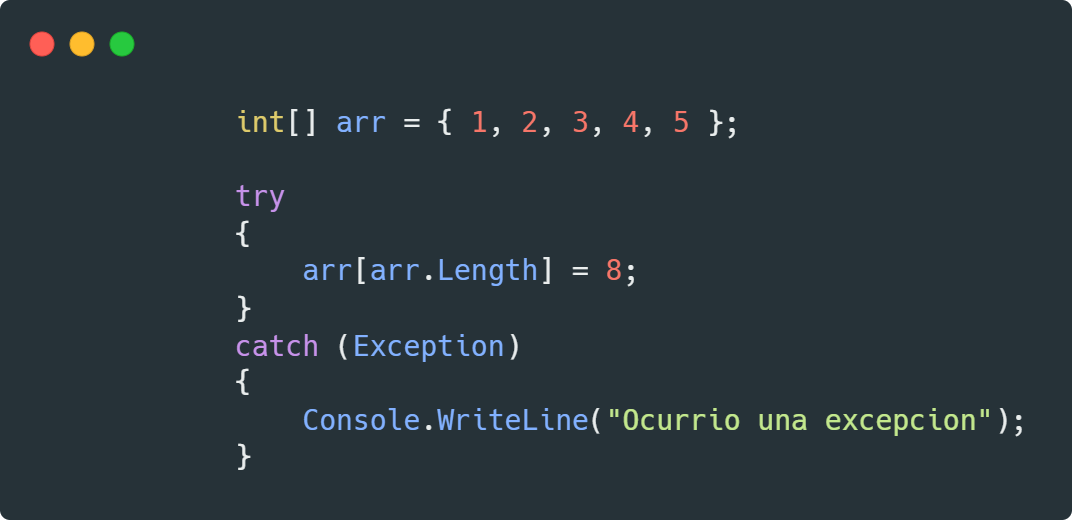 int[] arr = { 1, 2, 3, 4, 5 };
try
{
    arr[arr.Length] = 8;
}
catch (Exception)
{
    Console.WriteLine("Ocurrio una excepcion");
}